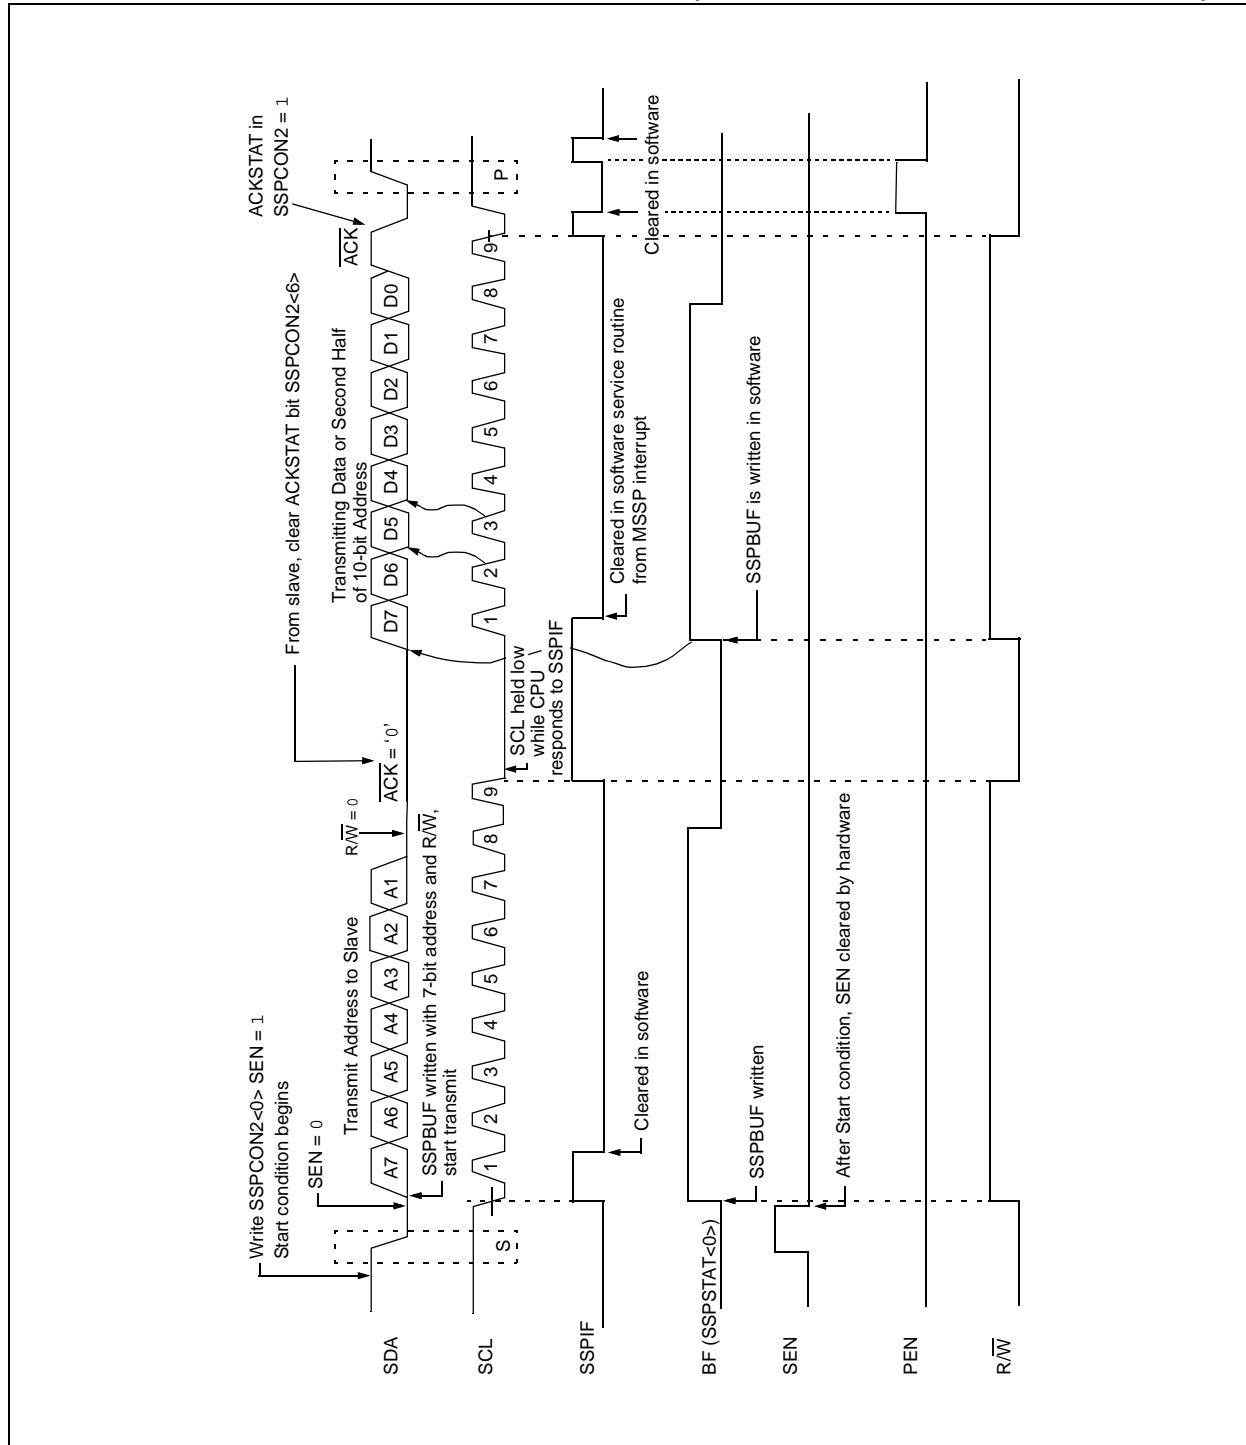 Write SSPCON2<0> SEN = 1
Start condition begins
SEN = 0
From slave, clear ACKSTAT bit SSPCON2<6>
ACKSTAT in
SSPCON2 = 1
Transmit Address to Slave
R/W = 0
ACK = ‘0’
Transmitting Data or Second Half
of 10-bit Address
ACK
SDA
A7 A6 A5 A4 A3 A2 A1
D7 D6 D5 D4 D3 D2 D1 D0
SSPBUF written with 7-bit address and R/W,
start transmit
SCL
S
1 2 3 4 5 6 7 8 9
1 2 3 4 5 6 7 8 9
P
SCL held low
while CPU
responds to SSPIF
SSPIF
Cleared in software
Cleared in software service routine
from MSSP interrupt
Cleared in software
BF (SSPSTAT<0>)
SSPBUF written
SSPBUF is written in software
SEN
After Start condition, SEN cleared by hardware
PEN
R/W